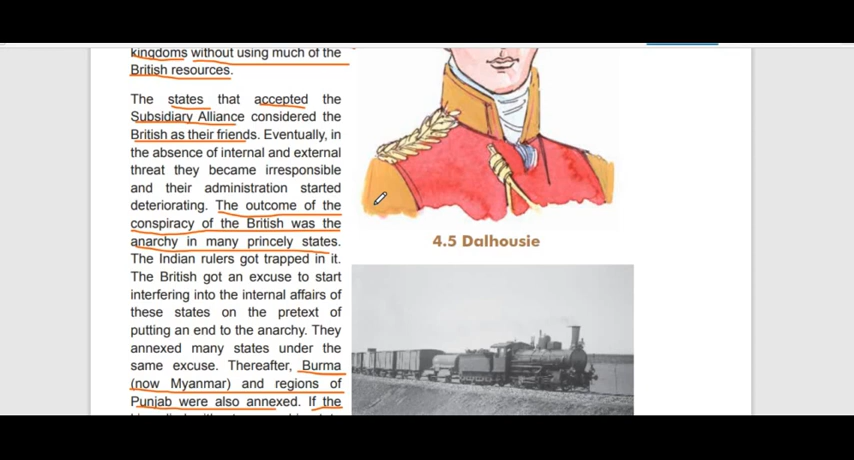 kingdoms without using much of the
British resources.
The states that accepted the
Subsidiary Alliance considered the
British as their friends. Eventually, in
the absence of internal and external
threat they became irresponsible
and their administration started
deteriorating. The outcome of the
conspiracy of the British was the
anarchy in many princely states.
The Indian rulers got trapped in it.
The British got an excuse to start
interfering into the internal affairs of
these states on the pretext of
putting an end to the anarchy. They
annexed many states under the
same excuse. Thereafter, Burma
(now Myanmar) and regions of
Punjab were also annexed. If the
4.5 Dalhousie